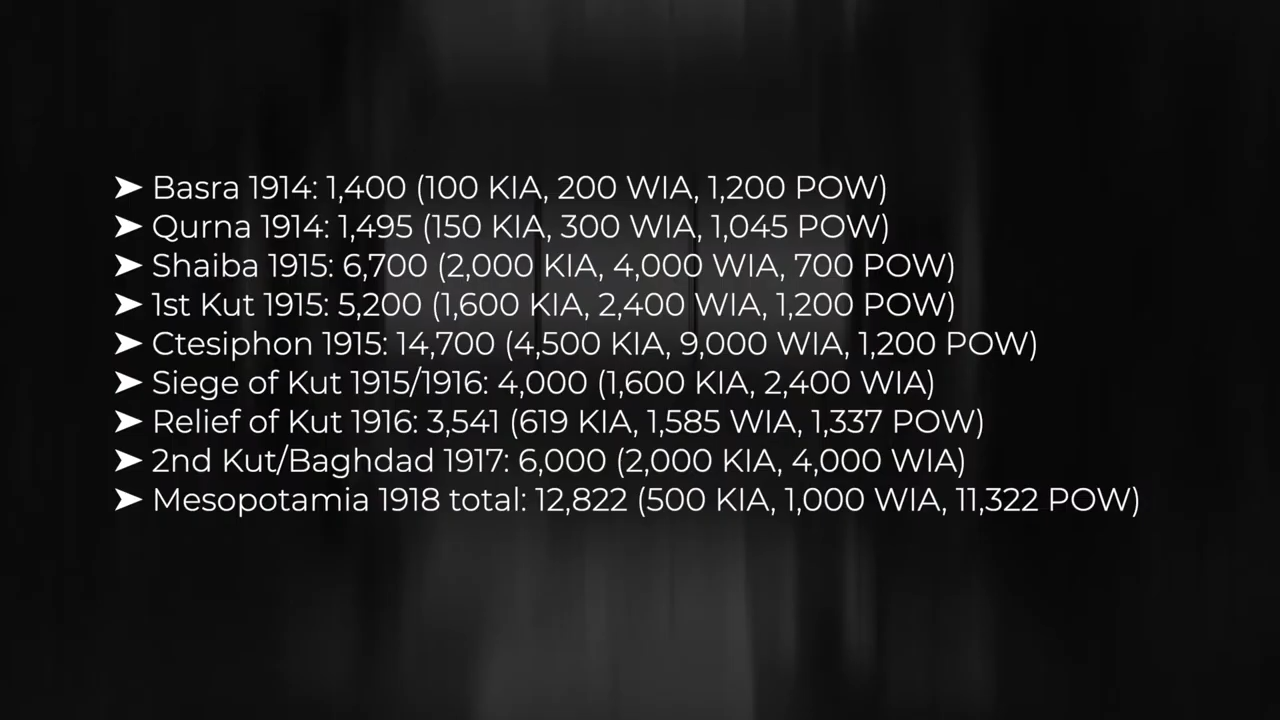 ➤ Basra 1914: 1,400 (100 KIA, 200 WIA, 1,200 POW)
➤ Qurna 1914: 1,495 (150 KIA, 300 WIA, 1,045 POW)
➤ Shaiba 1915: 6,700 (2,000 KIA, 4,000 WIA, 700 POW)
➤ 1st Kut 1915: 5,200 (1,600 KIA, 2,400 WIA, 1,200 POW)
➤ Ctesiphon 1915: 14,700 (4,500 KIA, 9,000 WIA, 1,200 POW)
➤ Siege of Kut 1915/1916: 4,000 (1,600 KIA, 2,400 WIA)
➤ Relief of Kut 1916: 3,541 (619 KIA, 1,585 WIA, 1,337 POW)
➤ 2nd Kut/Baghdad 1917: 6,000 (2,000 KIA, 4,000 WIA)
➤ Mesopotamia 1918 total: 12,822 (500 KIA, 1,000 WIA, 11,322 POW)